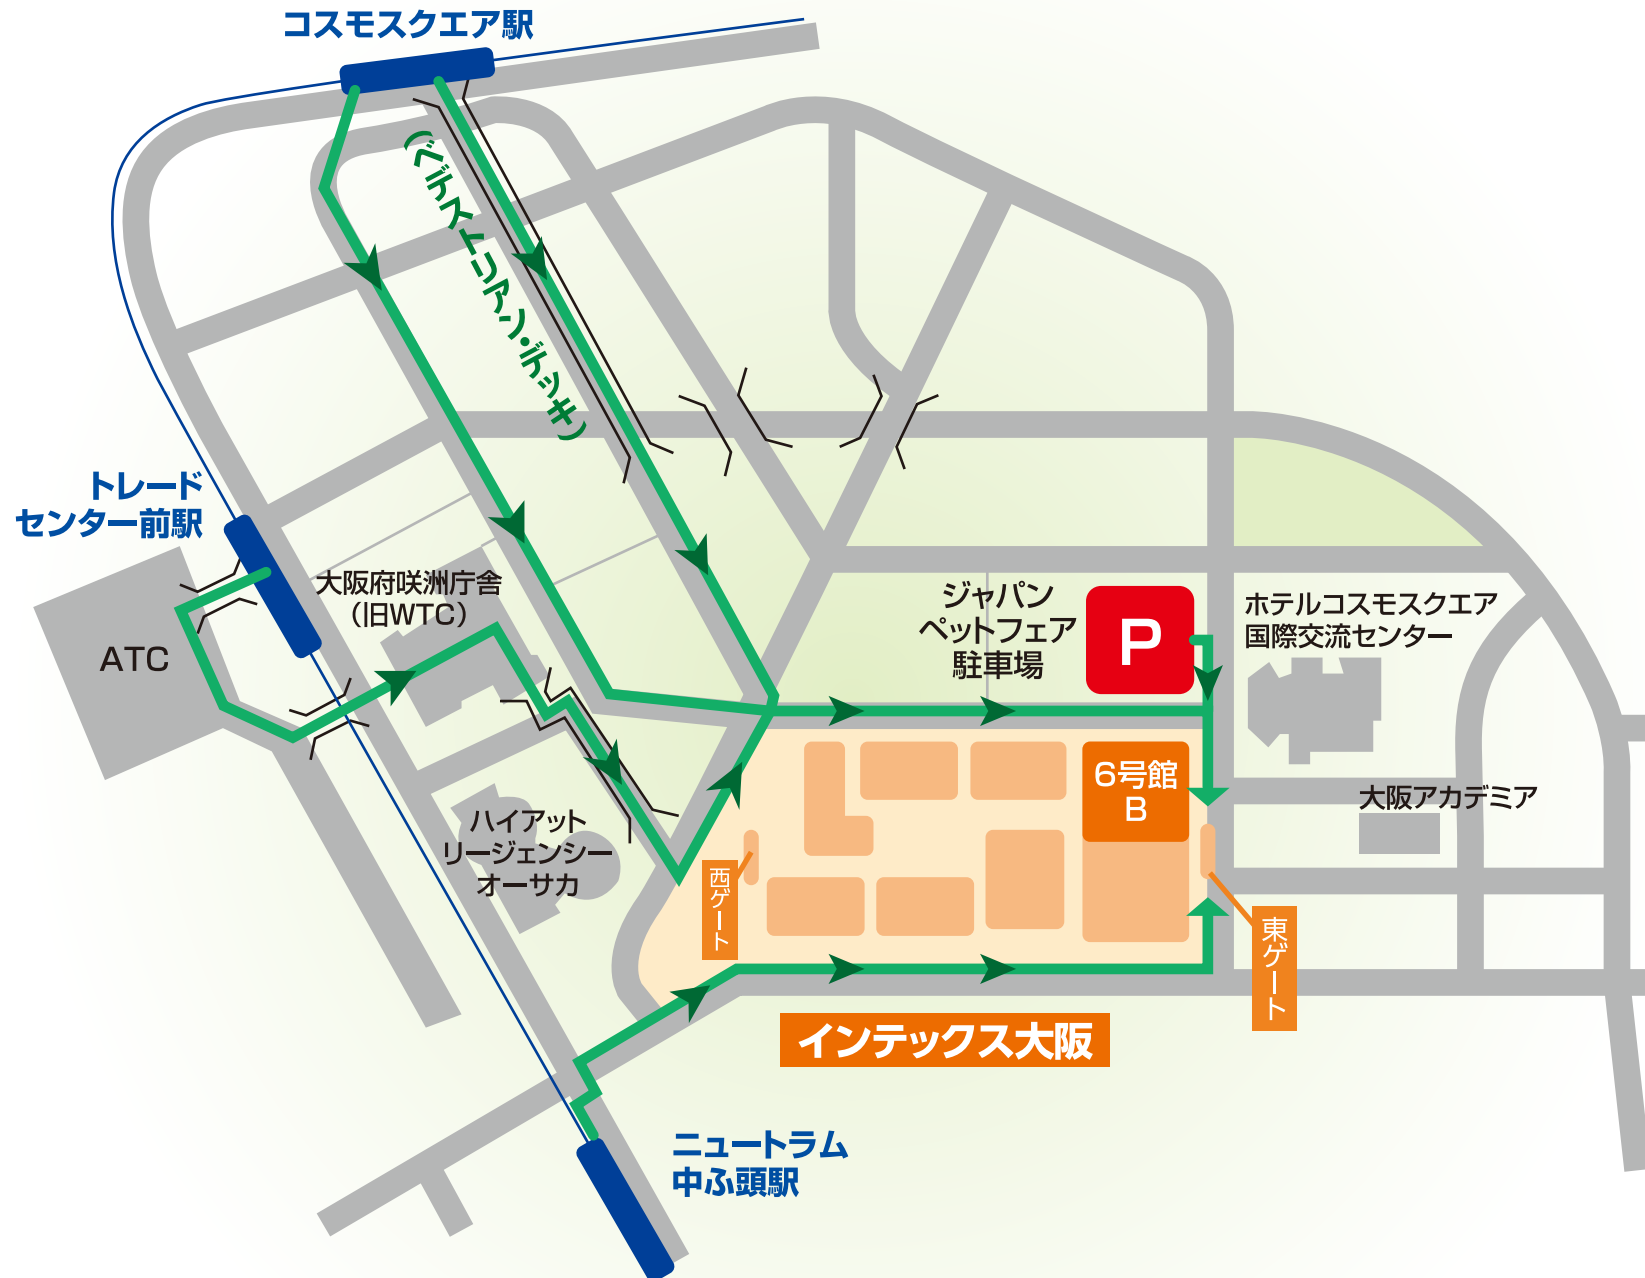 コスモスクエア駅
（ペデストリアン・デッキ）
トレード
センター前駅
大阪府咲洲庁舎
（旧WTC）
ATC
ジャパン
ペットフェア
駐車場
P
ホテルコスモスクエア
国際交流センター
6号館
B
大阪アカデミア
ハイアット
リージェンシー
オーサカ
西ゲート
東ゲート
インテックス大阪
ニュートラム
中ふ頭駅